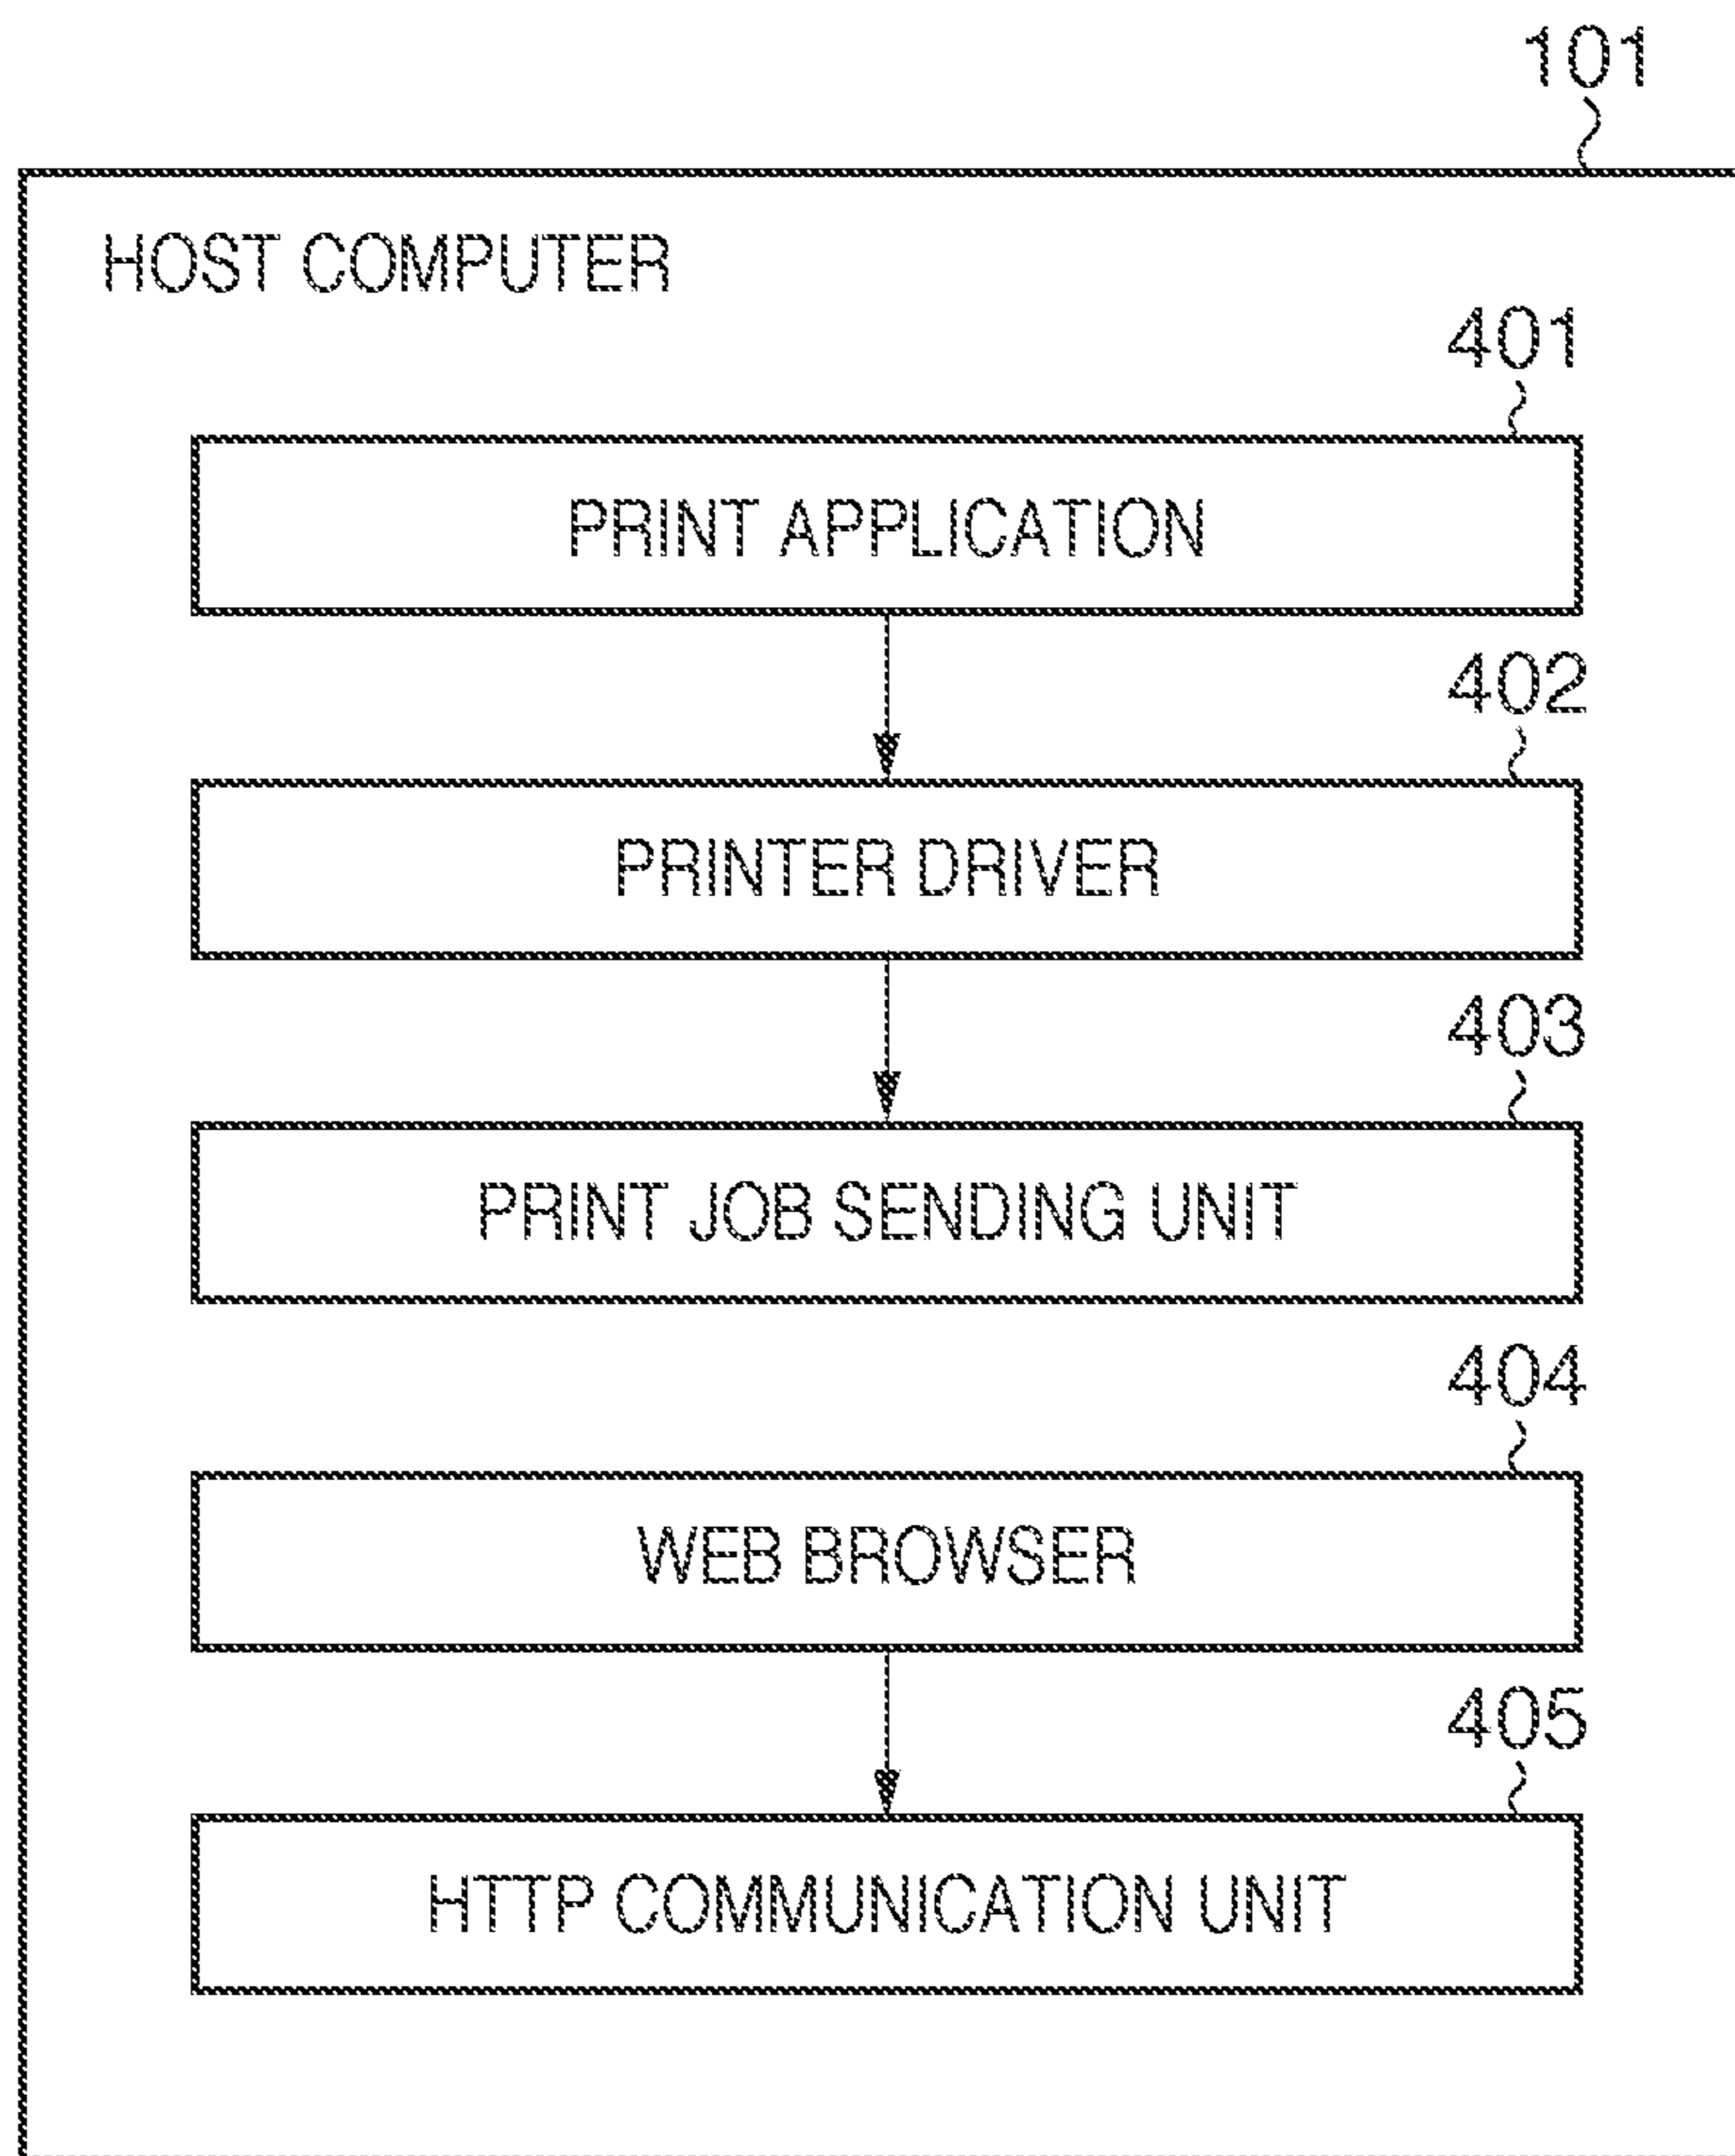 101
HOST COMPUTER
401
PRINT APPLICATION
402
PRINTER DRIVER
403
PRINT JOB SENDING UNIT
404
WEB BROWSER
405
HTTP COMMUNICATION UNIT